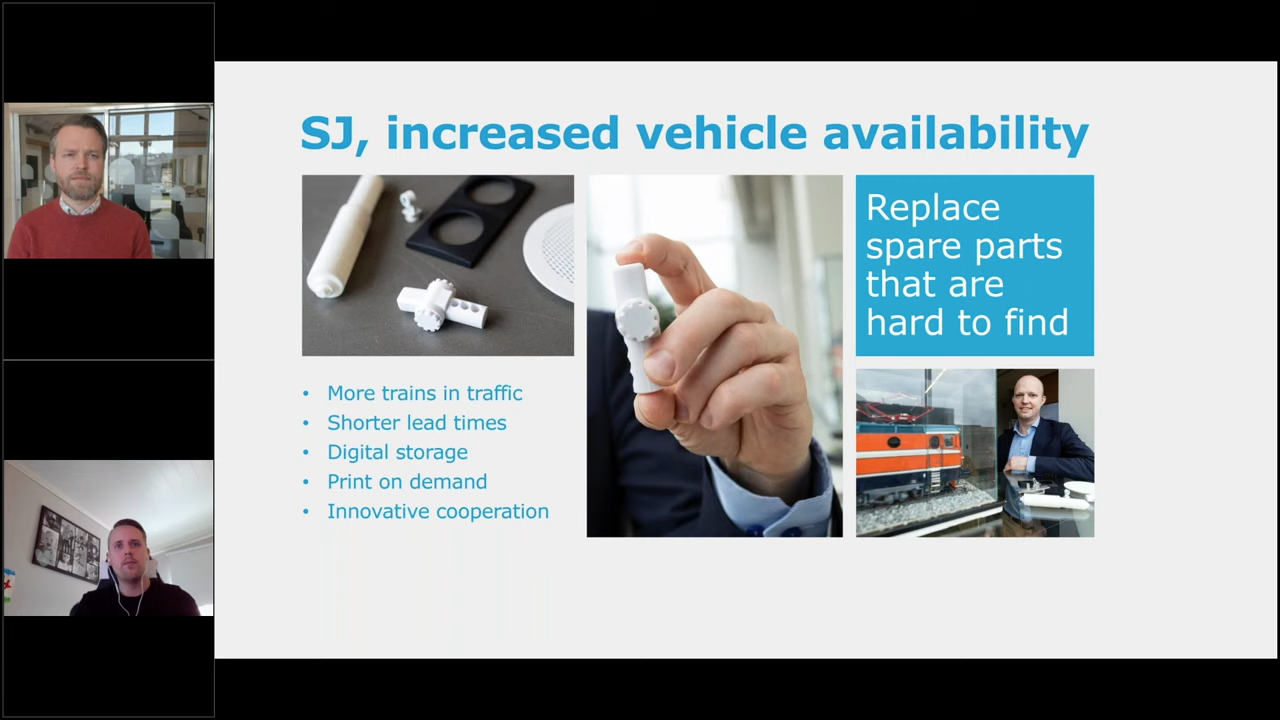 SJ, increased vehicle availability
Replace
spare parts
that are
hard to find
• More trains in traffic
• Shorter lead times
• Digital storage
• Print on demand
• Innovative cooperation